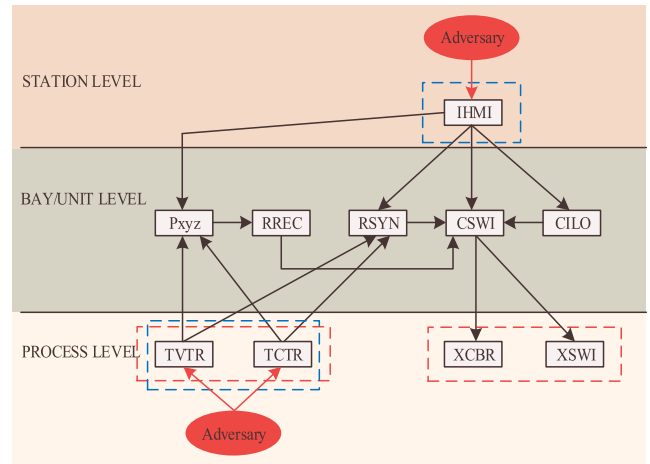 Adversary
STATION LEVEL
IHMI
BAY/UNIT LEVEL
Pxyz
RREC
RSYN
CSWI
CILO
PROCESS LEVEL
TVTR
TCTR
XCBR
XSWI
Adversary